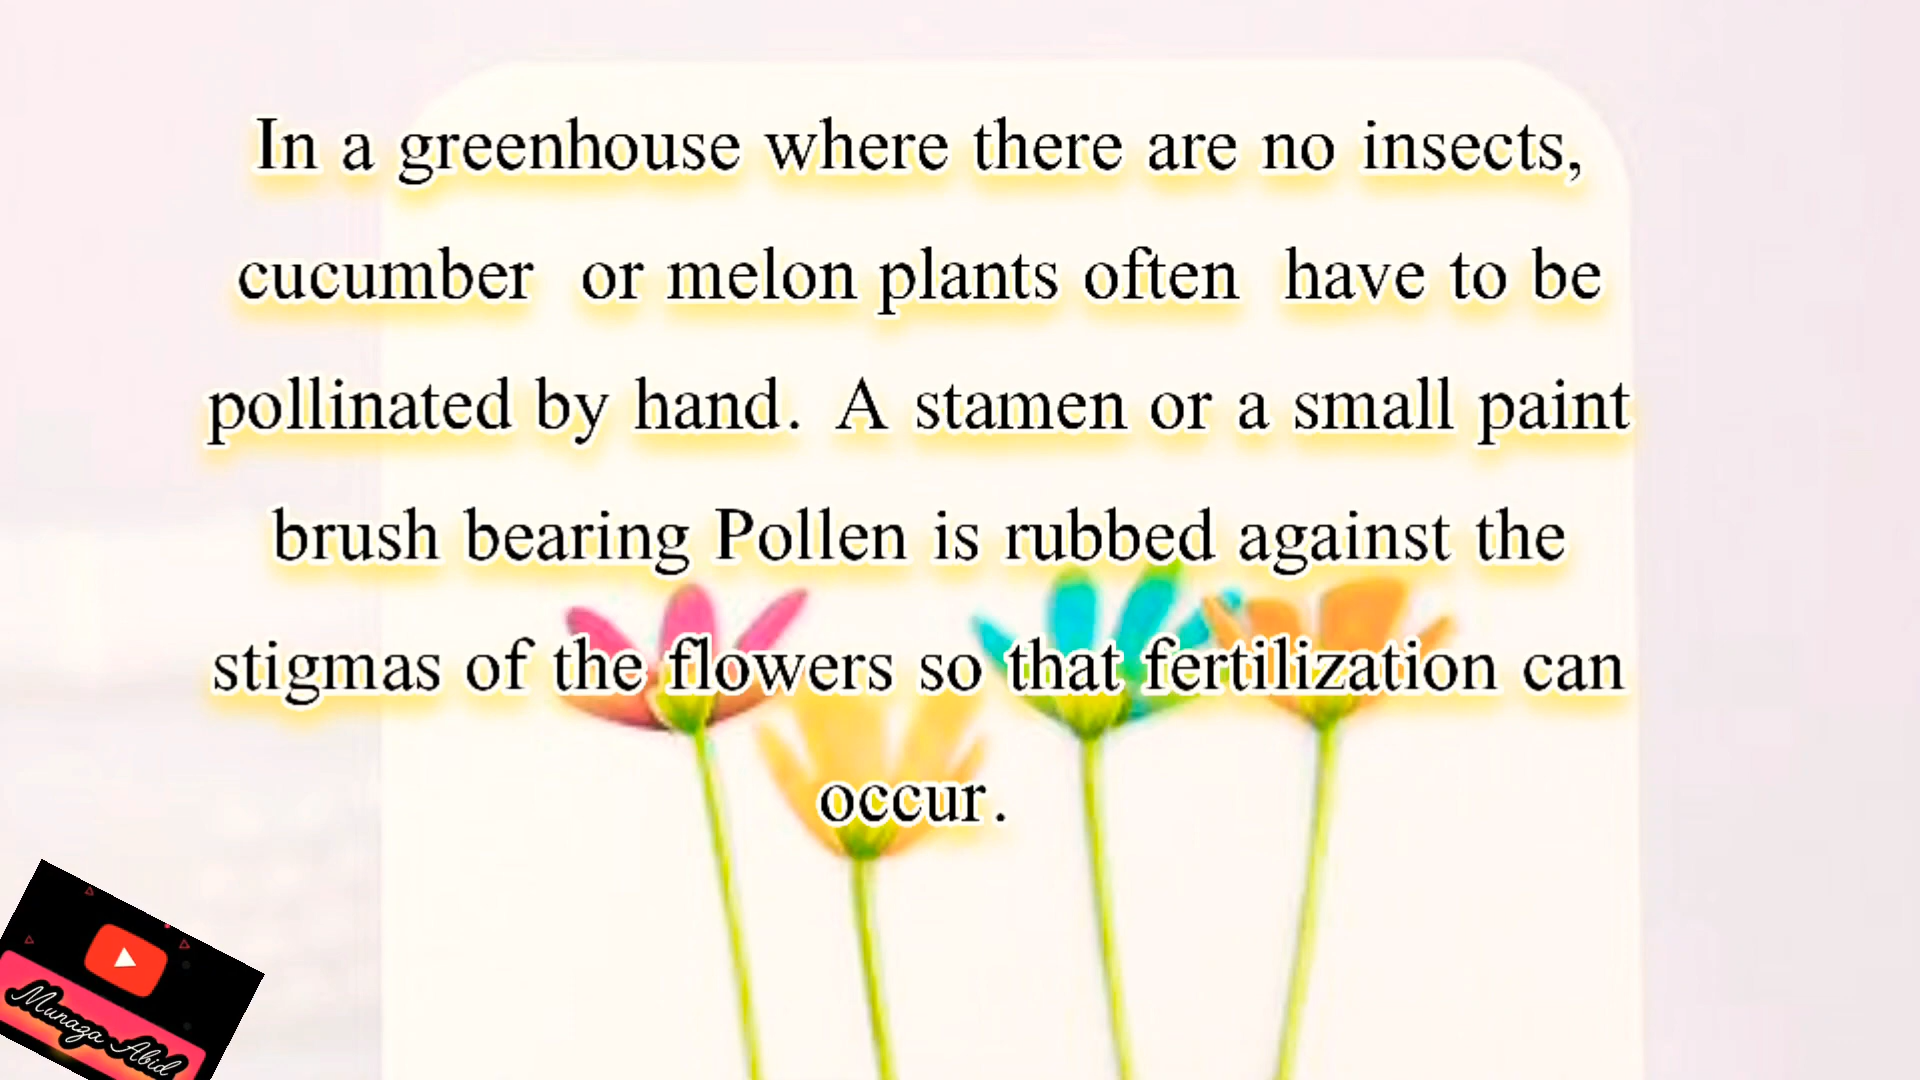 In a greenhouse where there are no insects,
cucumber or melon plants often have to be
pollinated by hand. A stamen or a small paint
brush bearing Pollen is rubbed against the
stigmas of the flowers so that fertilization can
occur.
Munaza Abid